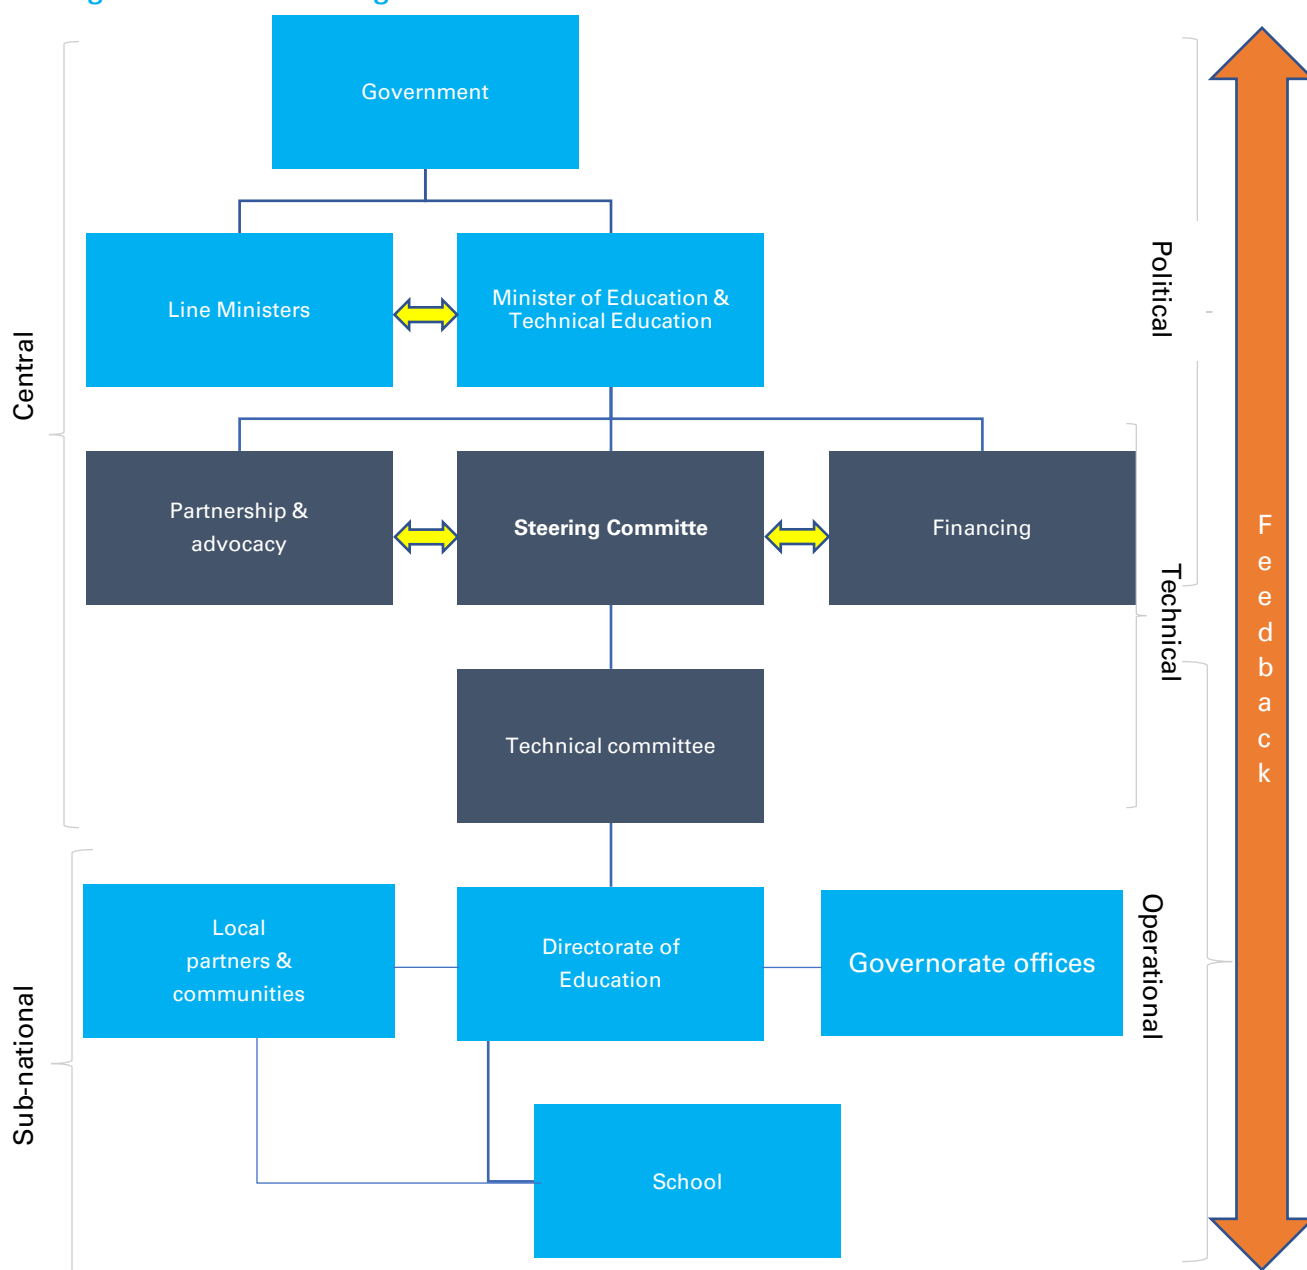 Government
Line Ministers
Minister of Education &
Technical Education
Political
Central
Partnership &
advocacy
Steering Committe
Financing
Technical
Feedback
Technical committee
Local
partners &
communities
Directorate of
Education
Governorate offices
Operational
Sub-national
School